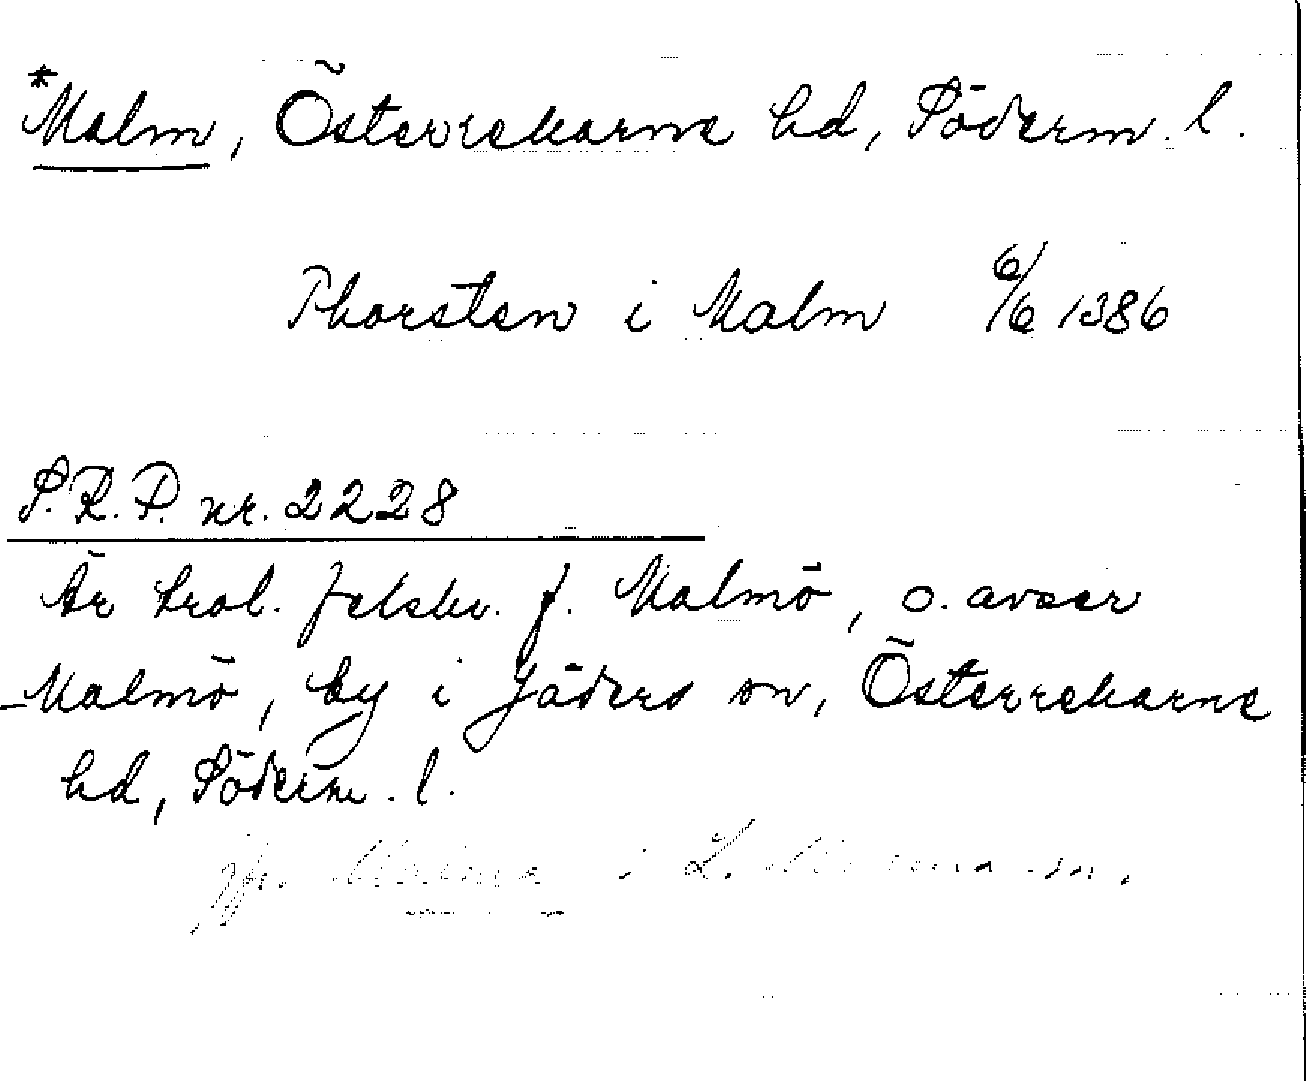 *Malm, Österrekarne hd, Söderm. l.
Thorsten i Malm 6/6 1386
S.R.P. nr. 2228
Är trol. felskr. f. Malmö, o. avser
Malmö, by i Jäders sn, Österrekarne
hd, Söderm. l.
jfr. i L.